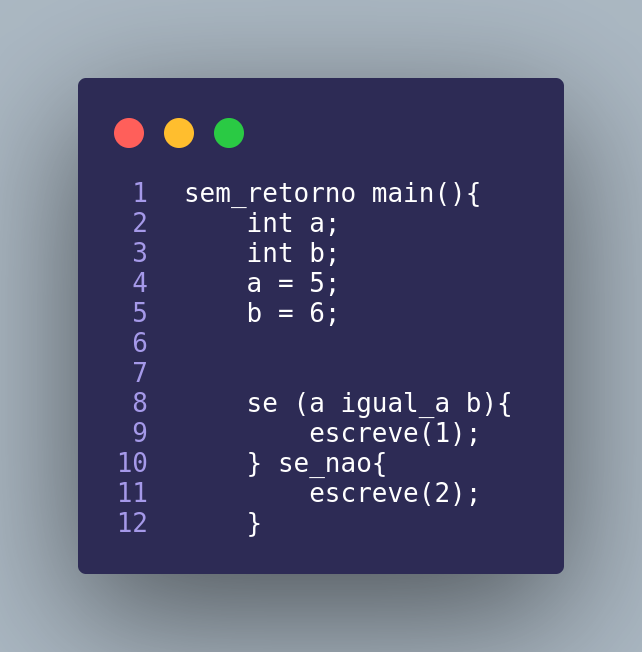 1 sem_retorno main(){
2     int a;
3     int b;
4     a = 5;
5     b = 6;
6
7
8     se (a igual_a b){
9         escreve(1);
10     } se_nao{
11         escreve(2);
12     }